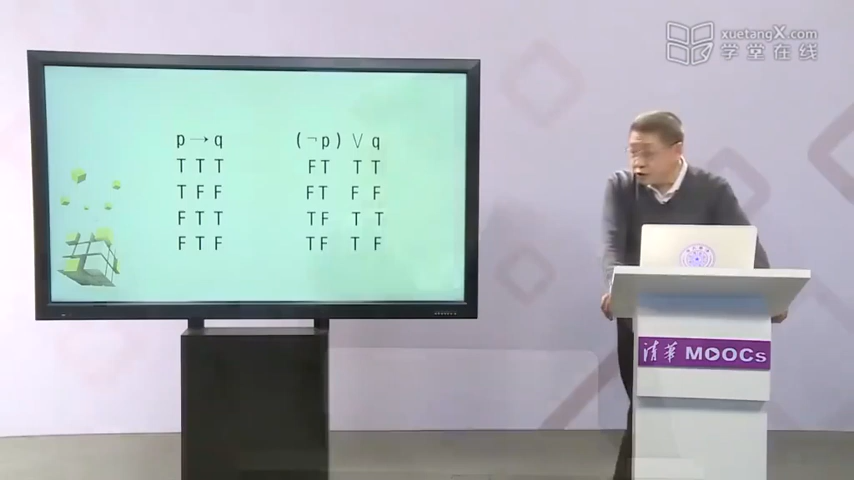 xuetangX.com
学堂在线
p→q
(¬p)∨q
T T T
FT T T
T F F
FT F F
F T T
TF T T
F T F
TF T F
清华 MOOCs